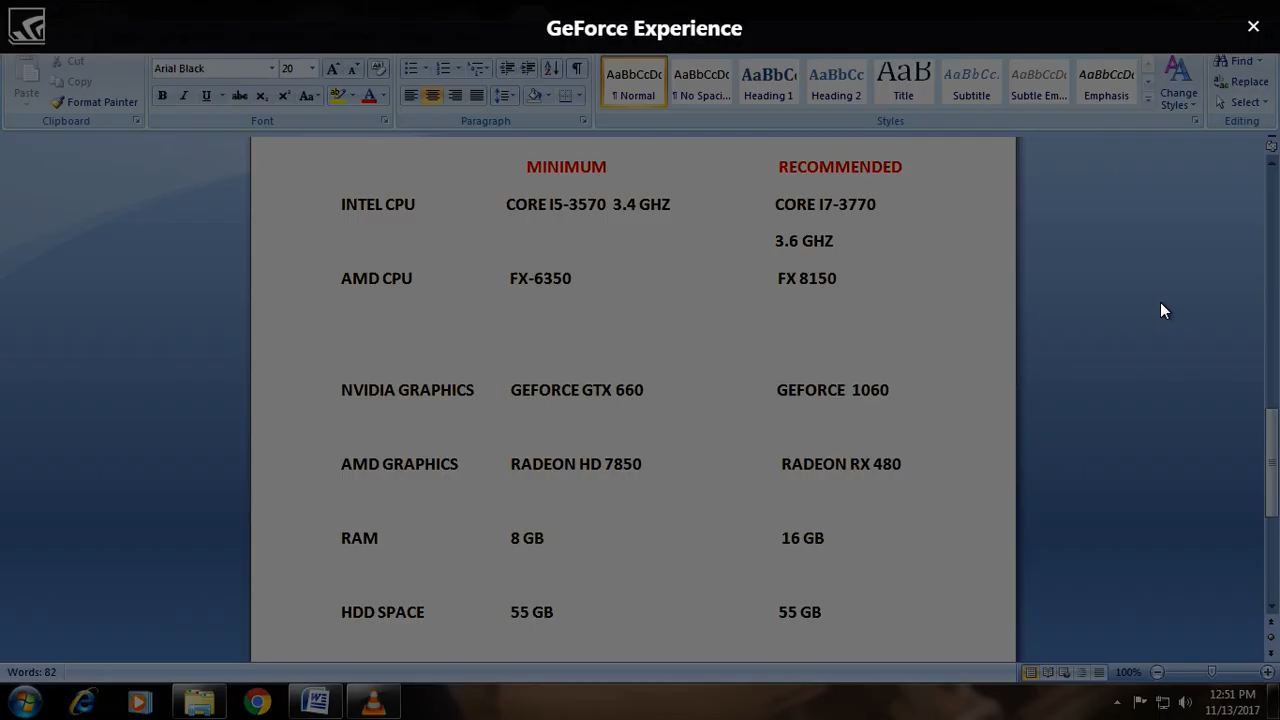 GeForce Experience
Cut
Copy
Paste
Format Painter
Clipboard
Arial Black 20
B I U abc x₂ x² Aa
Font
Paragraph
AaBbCcDc AaBbCcDc AaBbCc AaBbCc AaB AaBbCc. AaBbCcDc AaBbCcDc
¶ Normal ¶ No Spaci... Heading 1 Heading 2 Title Subtitle Subtle Em... Emphasis
Styles
Change
Styles
Find
Replace
Select
Editing
MINIMUM RECOMMENDED
INTEL CPU CORE I5-3570 3.4 GHZ CORE I7-3770
3.6 GHZ
AMD CPU FX-6350 FX 8150
NVIDIA GRAPHICS GEFORCE GTX 660 GEFORCE 1060
AMD GRAPHICS RADEON HD 7850 RADEON RX 480
RAM 8 GB 16 GB
HDD SPACE 55 GB 55 GB
Words: 82 100%
12:51 PM
11/13/2017